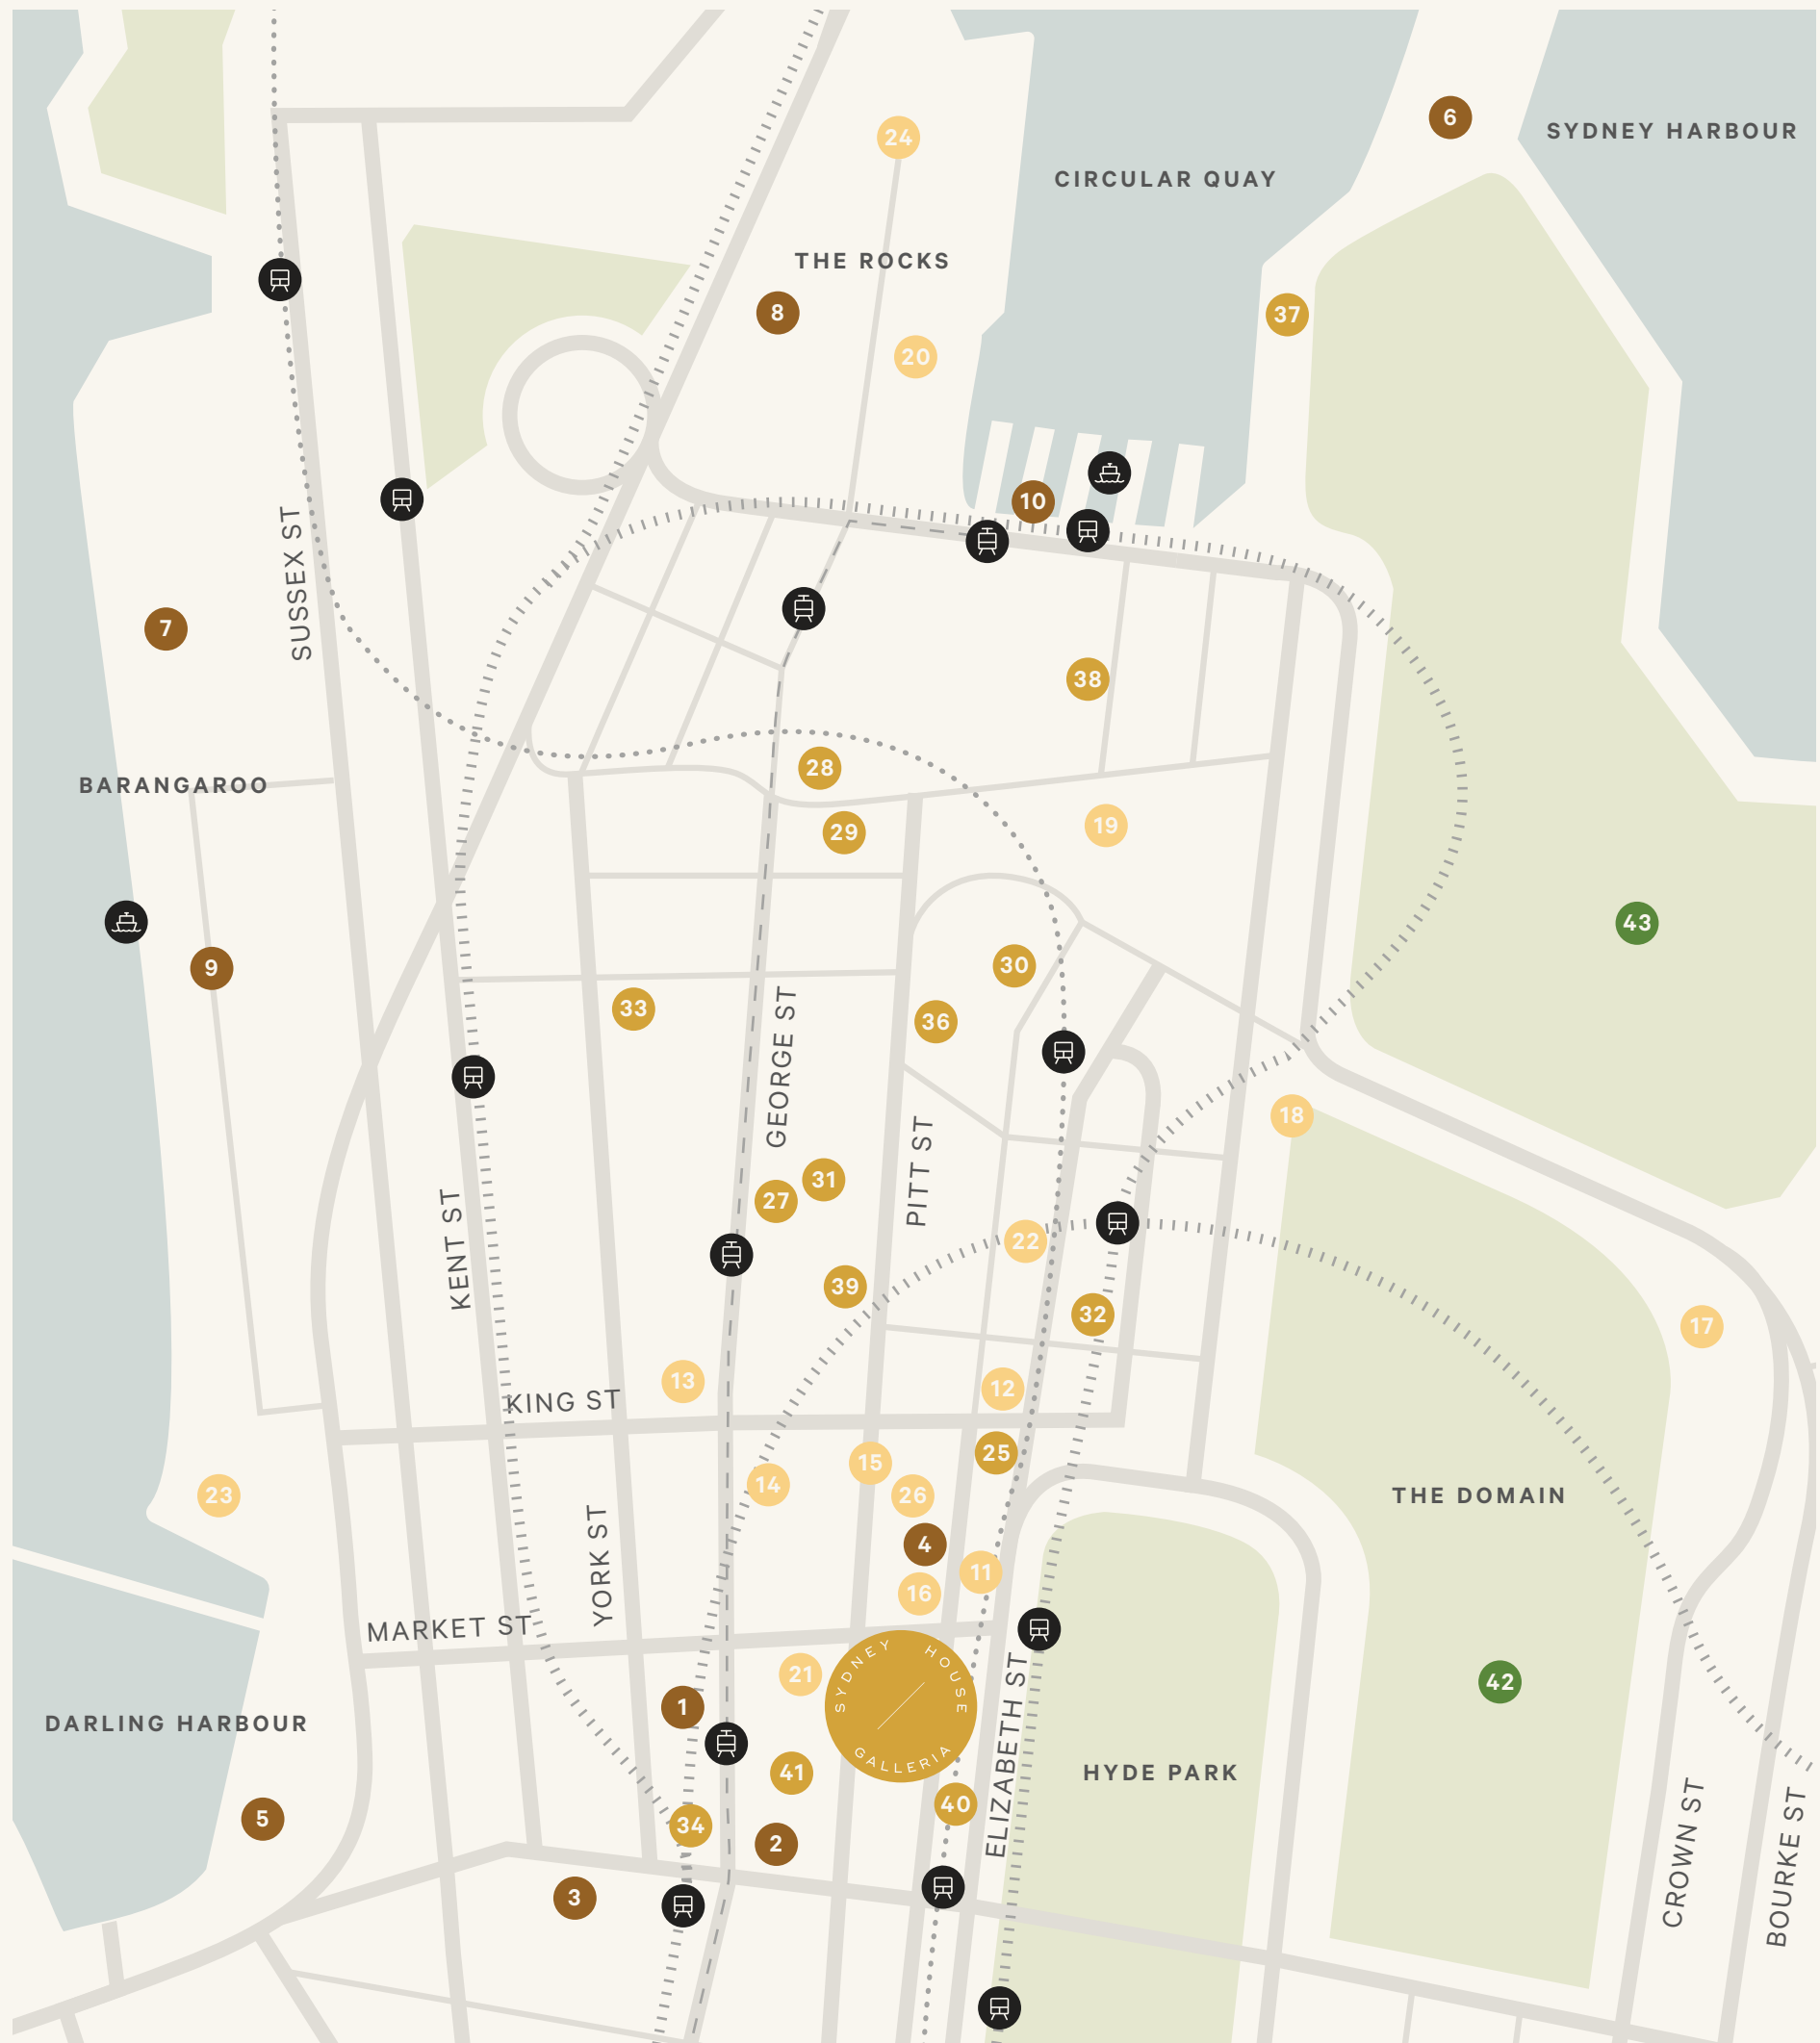 6
SYDNEY HARBOUR
24
CIRCULAR QUAY
THE ROCKS
8
37
20
10
SUSSEX ST
7
38
28
BARANGAROO
29
19
43
30
9
33
36
GEORGE ST
18
PITT ST
31
27
KENT ST
22
39
32
17
13
12
KING ST
25
15
14
26
23
THE DOMAIN
YORK ST
4
11
16
MARKET ST
SYDNEY HOUSE
GALLERIA
21
42
1
DARLING HARBOUR
ELIZABETH ST
HYDE PARK
41
40
5
34
2
CROWN ST
BOURKE ST
3